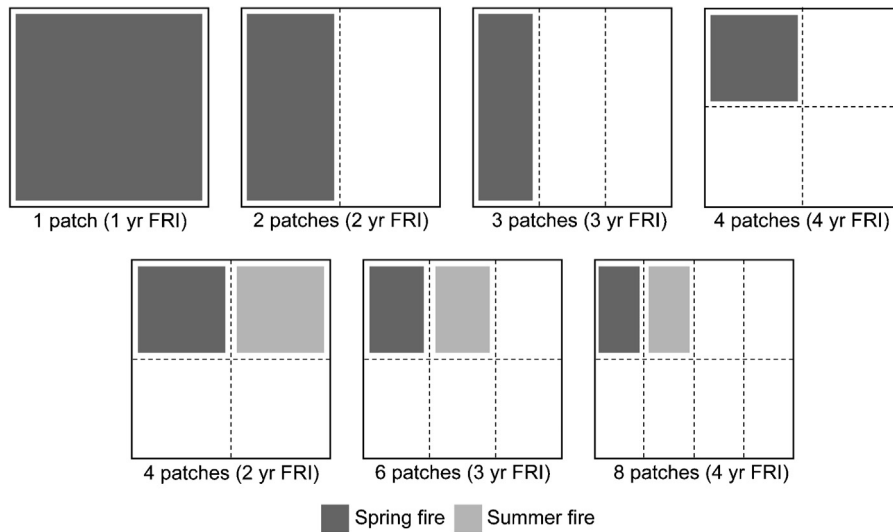 1 patch (1 yr FRI)
2 patches (2 yr FRI)
3 patches (3 yr FRI)
4 patches (4 yr FRI)
4 patches (2 yr FRI)
6 patches (3 yr FRI)
8 patches (4 yr FRI)
Spring fire
Summer fire